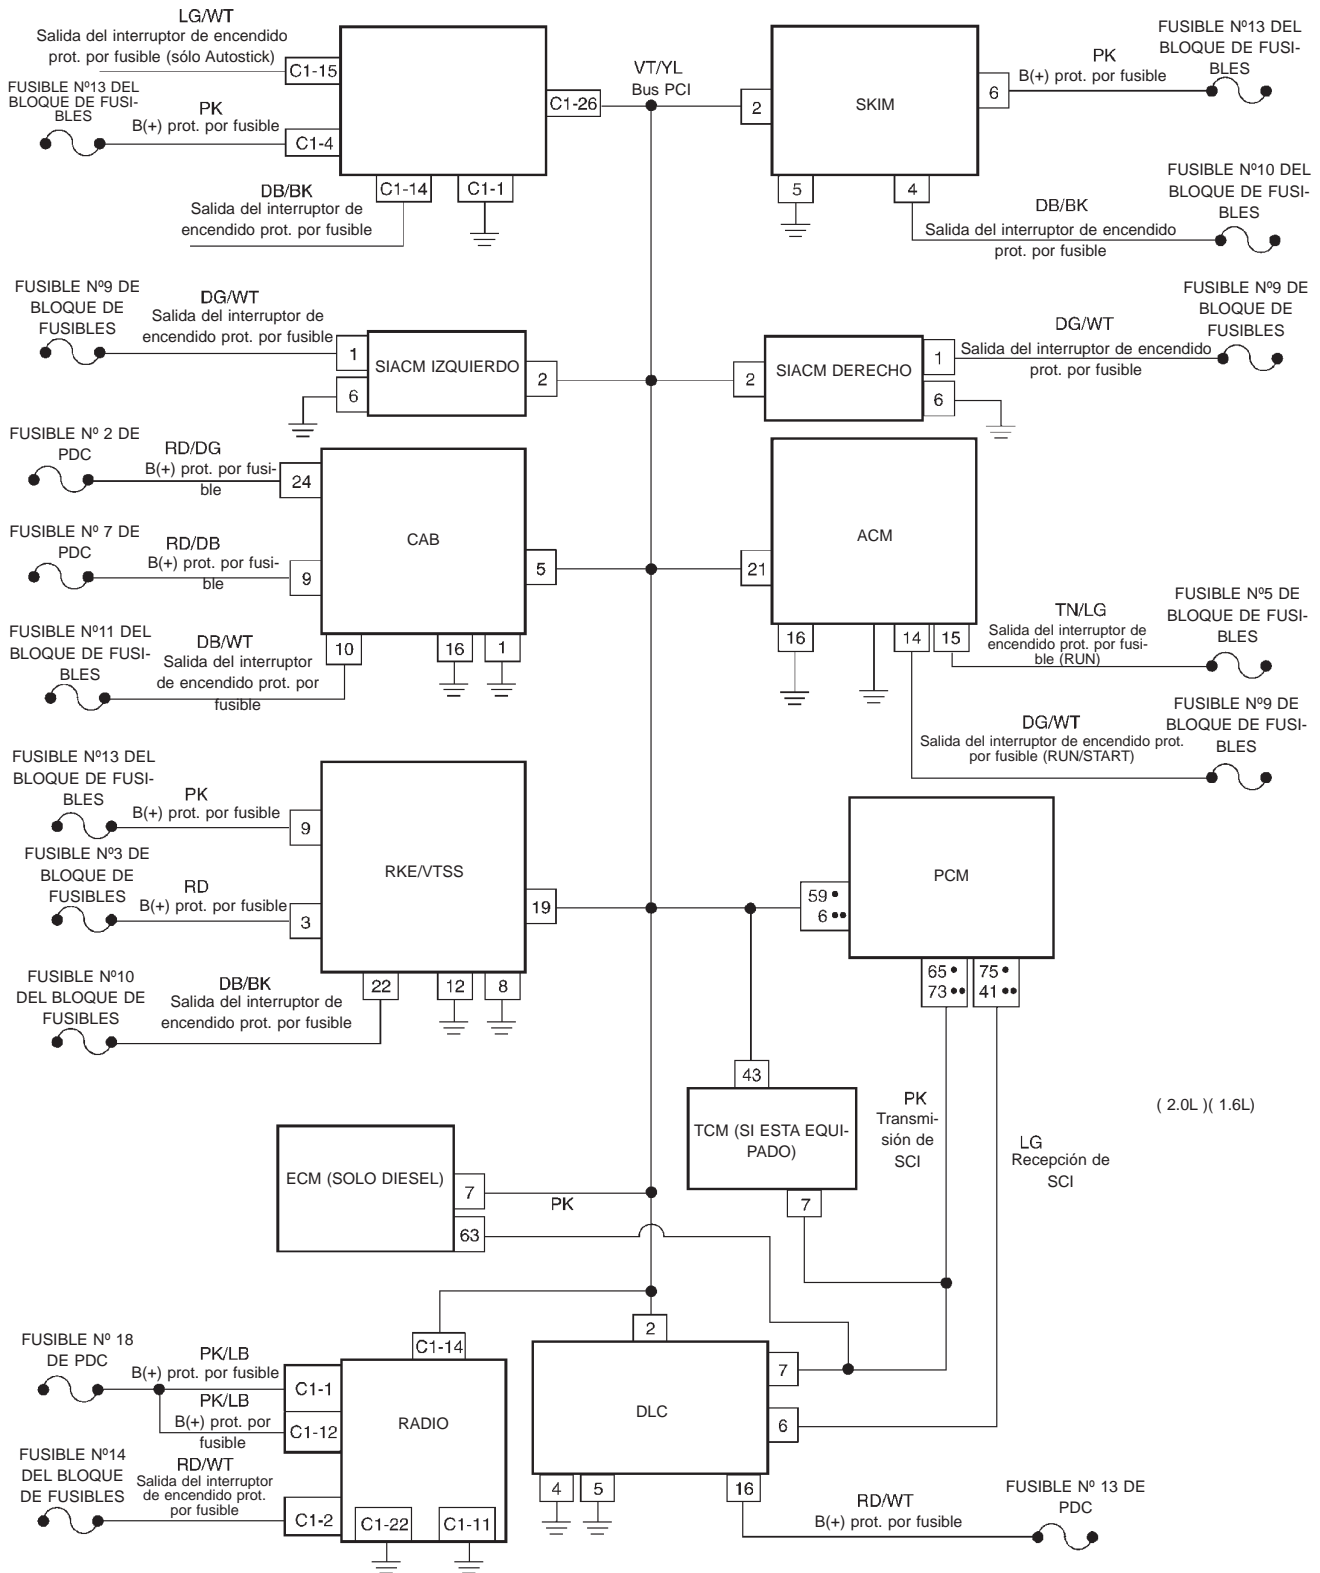 LG/WT
Salida del interruptor de encendido
prot. por fusible (sólo Autostick)
C1-15
FUSIBLE Nº13 DEL
BLOQUE DE FUSI-
BLES
PK
B(+) prot. por fusible
C1-4
C1-14
C1-1
DB/BK
Salida del interruptor de
encendido prot. por fusible
C1-26
VT/YL
Bus PCI
2
SKIM
6
PK
B(+) prot. por fusible
FUSIBLE Nº13 DEL
BLOQUE DE FUSI-
BLES
5
4
DB/BK
Salida del interruptor de encendido
prot. por fusible
FUSIBLE Nº10 DEL
BLOQUE DE FUSI-
BLES
FUSIBLE Nº9 DE
BLOQUE DE
FUSIBLES
DG/WT
Salida del interruptor de
encendido prot. por fusible
1
6
SIACM IZQUIERDO
2
2
SIACM DERECHO
1
6
DG/WT
Salida del interruptor de encendido
prot. por fusible
FUSIBLE Nº9 DE
BLOQUE DE
FUSIBLES
FUSIBLE Nº 2 DE
PDC
RD/DG
B(+) prot. por fusi-
ble
24
FUSIBLE Nº 7 DE
PDC
RD/DB
B(+) prot. por fusi-
ble
9
CAB
5
FUSIBLE Nº11 DEL
BLOQUE DE FUSI-
BLES
DB/WT
Salida del interruptor
de encendido prot. por
fusible
10
16
1
21
ACM
16
14
15
TN/LG
Salida del interruptor de
encendido prot. por fusi-
ble (RUN)
FUSIBLE Nº5 DE
BLOQUE DE FUSI-
BLES
DG/WT
Salida del interruptor de encendido prot.
por fusible (RUN/START)
FUSIBLE Nº9 DE
BLOQUE DE FUSI-
BLES
FUSIBLE Nº13 DEL
BLOQUE DE FUSI-
BLES
PK
B(+) prot. por fusible
9
FUSIBLE Nº3 DE
BLOQUE DE
FUSIBLES
RD
B(+) prot. por fusible
3
RKE/VTSS
19
FUSIBLE Nº10
DEL BLOQUE DE
FUSIBLES
DB/BK
Salida del interruptor de
encendido prot. por fusible
22
12
8
59 •
6 ••
PCM
65 •
73 ••
75 •
41 ••
43
TCM (SI ESTA EQUI-
PADO)
7
PK
Transmi-
sión de
SCI
LG
Recepción de
SCI
( 2.0L )( 1.6L)
ECM (SOLO DIESEL)
7
63
PK
FUSIBLE Nº 18
DE PDC
PK/LB
B(+) prot. por fusible
PK/LB
B(+) prot. por
fusible
C1-14
C1-1
C1-12
RADIO
FUSIBLE Nº14
DEL BLOQUE
DE FUSIBLES
RD/WT
Salida del interruptor
de encendido prot.
por fusible
C1-2
C1-22
C1-11
2
DLC
7
6
4
5
16
RD/WT
B(+) prot. por fusible
FUSIBLE Nº 13 DE
PDC